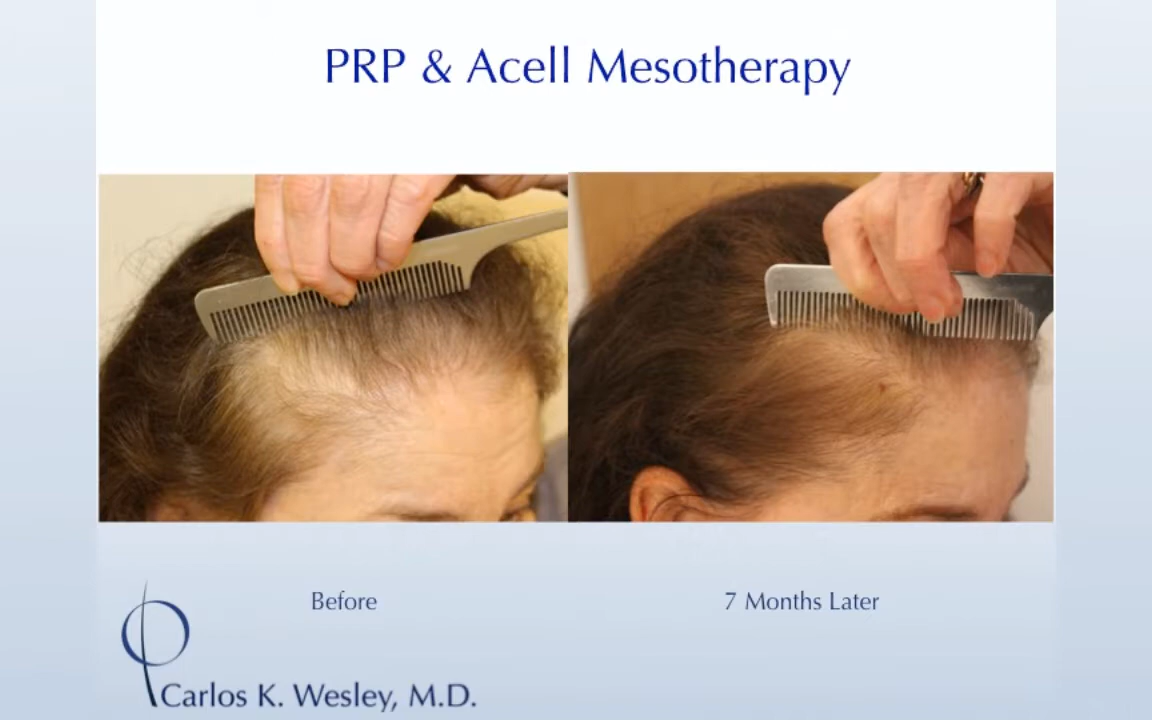 PRP & Acell Mesotherapy
Before
7 Months Later
Carlos K. Wesley, M.D.